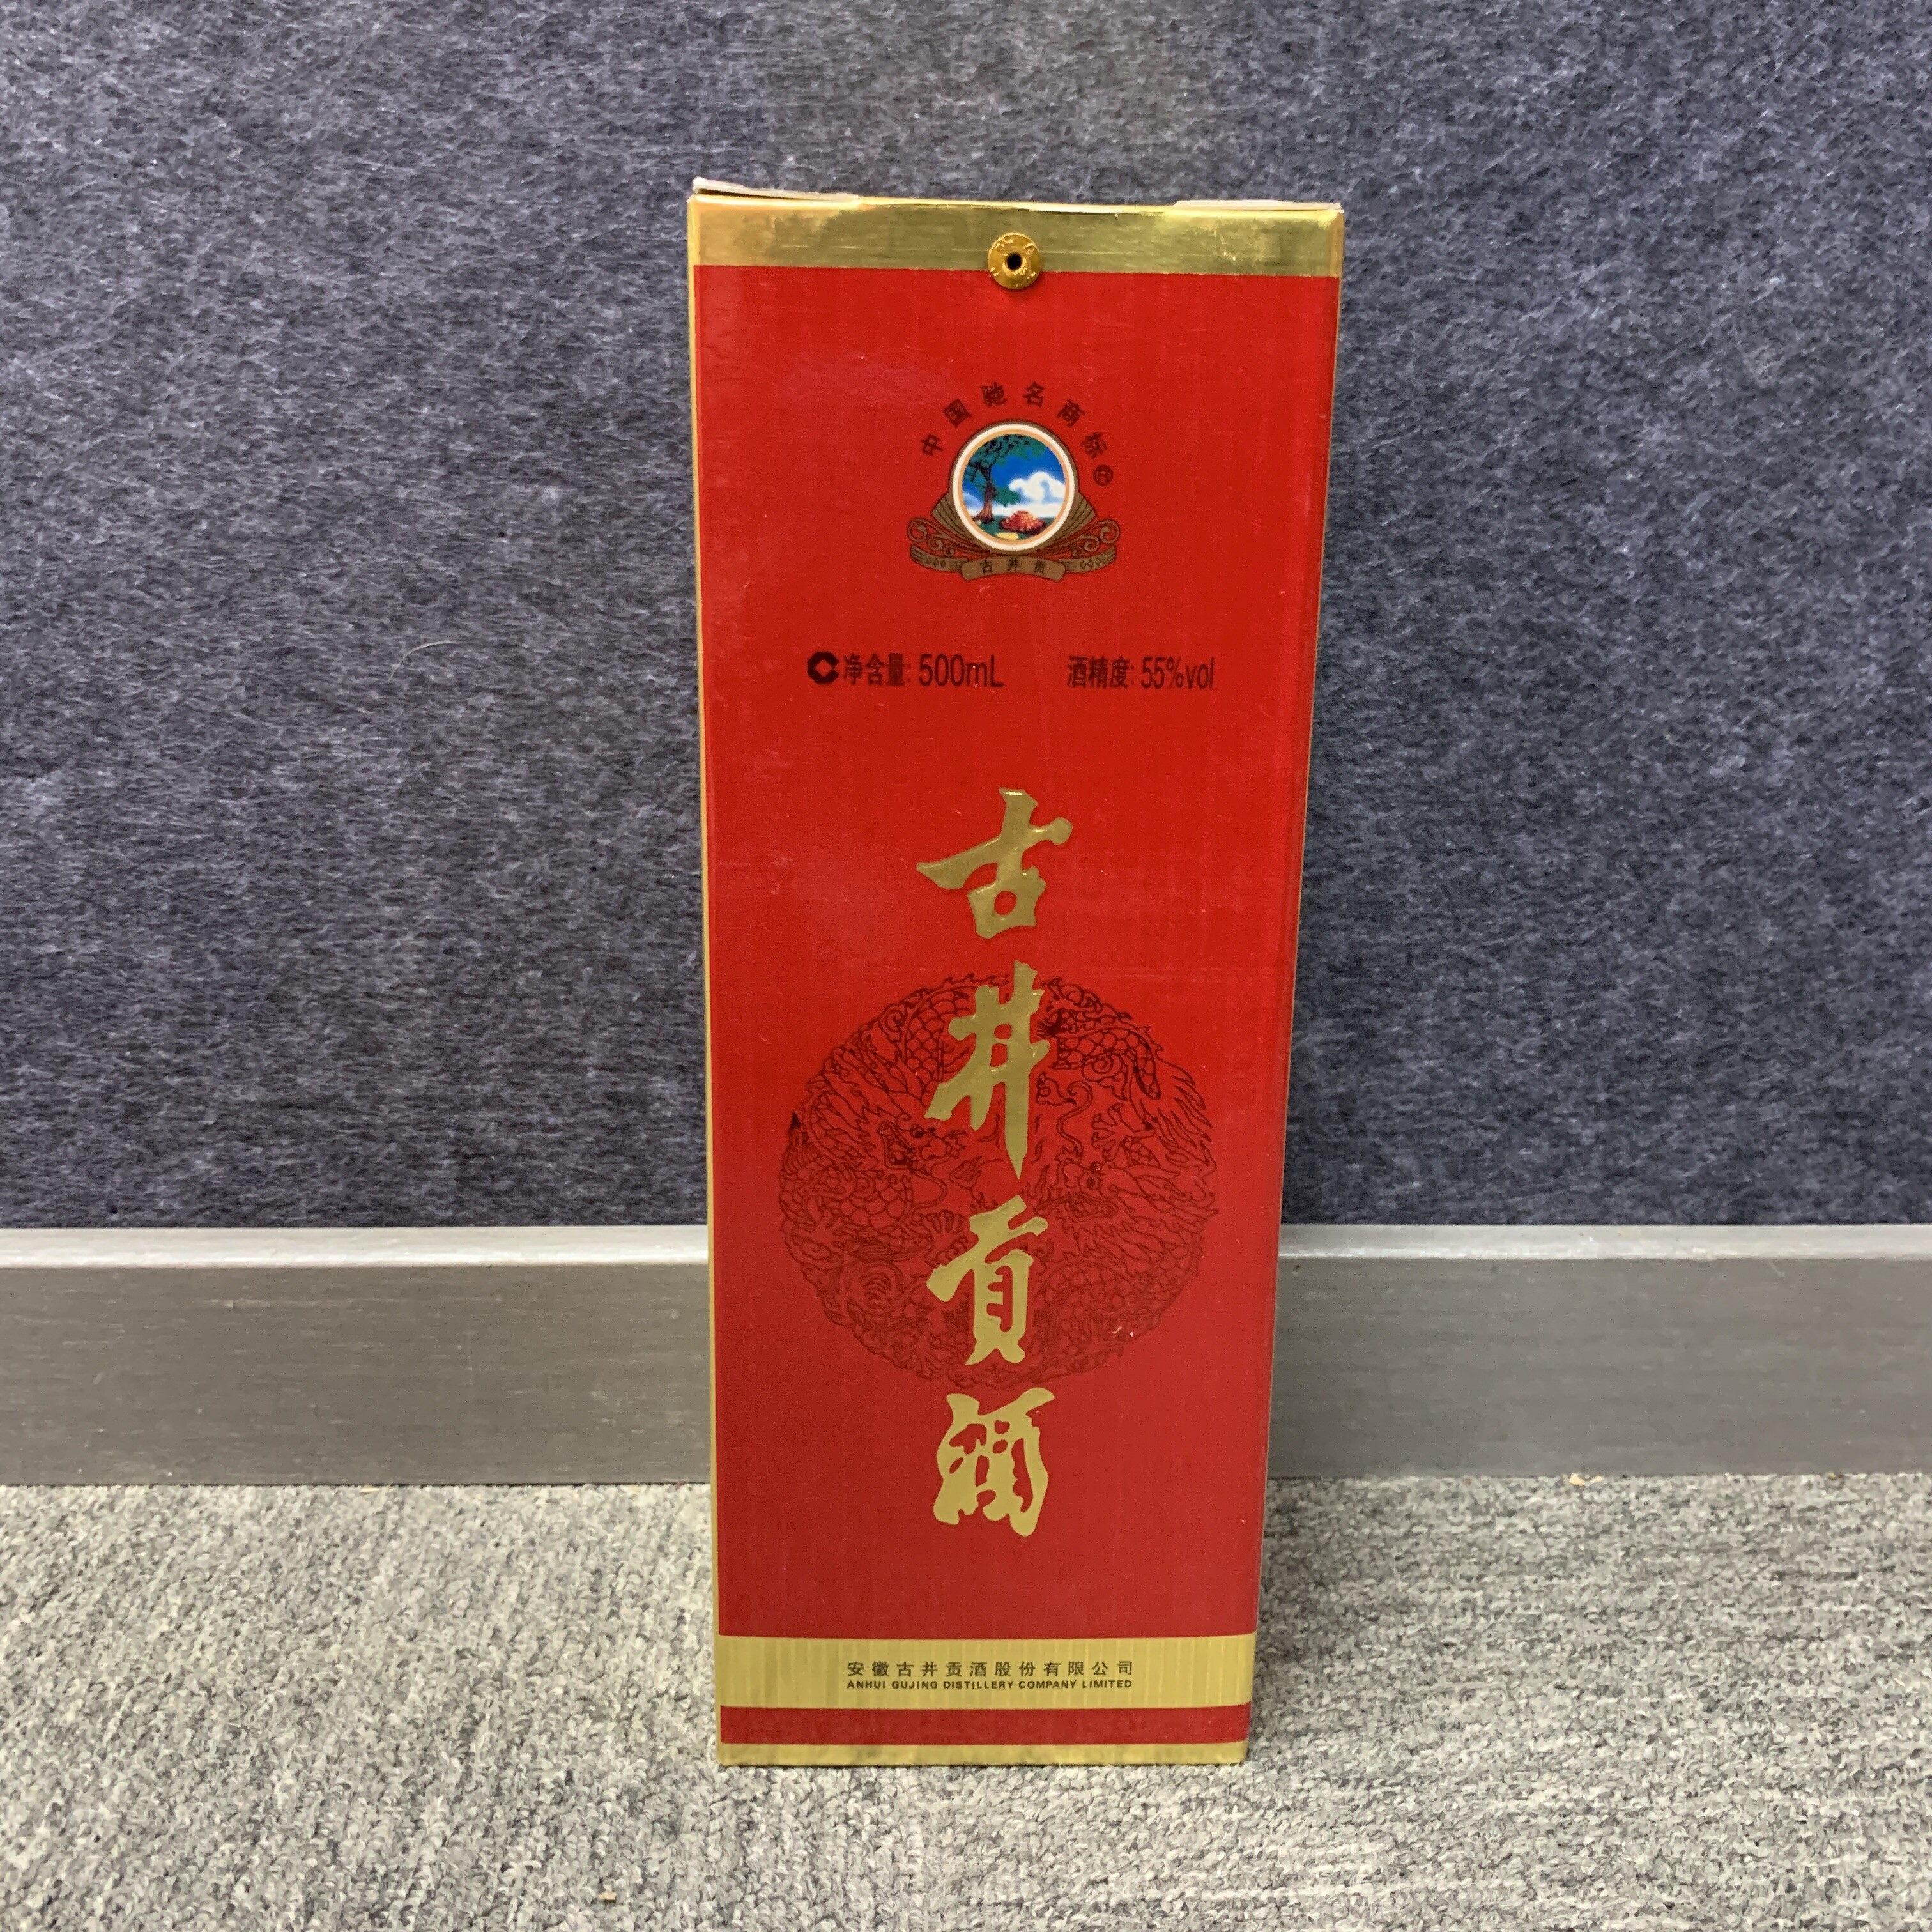 中国驰名商标®
古井贡
C净含量: 500mL 酒精度: 55%vol
古井贡酒
安徽古井贡酒股份有限公司
ANHUI GUJING DISTILLERY COMPANY LIMITED